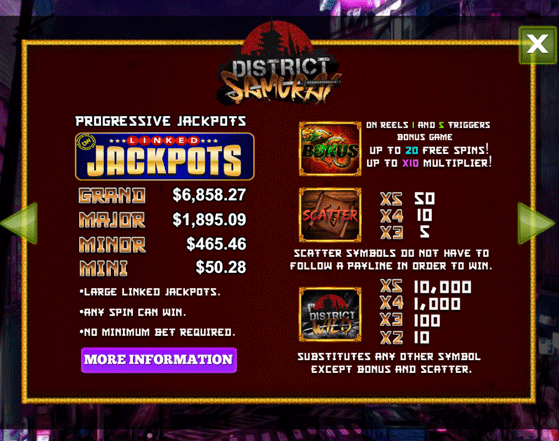 X
DISTRICT
SAMURAI
PROGRESSIVE JACKPOTS
ON
LINKED
JACKPOTS
GRAND $6,858.27
MAJOR $1,895.09
MINOR $465.46
MINI $50.28
•LARGE LINKED JACKPOTS.
•ANY SPIN CAN WIN.
•NO MINIMUM BET REQUIRED.
MORE INFORMATION
BONUS
ON REELS 1 AND 5 TRIGGERS
BONUS GAME
UP TO 20 FREE SPINS!
UP TO X10 MULTIPLIER!
SCATTER
X5 50
X4 10
X3 5
SCATTER SYMBOLS DO NOT HAVE TO
FOLLOW A PAYLINE IN ORDER TO WIN.
DISTRICT
WILD
X5 10,000
X4 1,000
X3 100
X2 10
SUBSTITUTES ANY OTHER SYMBOL
EXCEPT BONUS AND SCATTER.